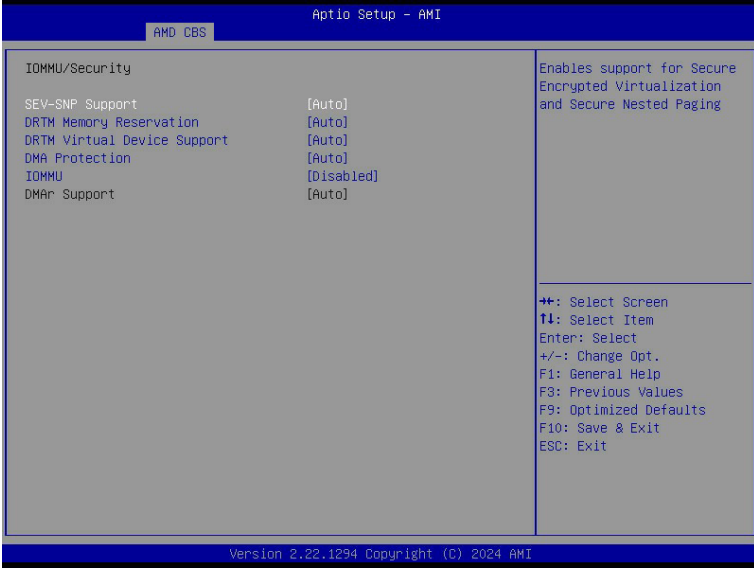 Aptio Setup – AMI
AMD CBS
IOMMU/Security
SEV-SNP Support [Auto]
DRTM Memory Reservation [Auto]
DRTM Virtual Device Support [Auto]
DMA Protection [Auto]
IOMMU [Disabled]
DMAr Support [Auto]
Enables support for Secure
Encrypted Virtualization
and Secure Nested Paging
→←: Select Screen
↑↓: Select Item
Enter: Select
+/-: Change Opt.
F1: General Help
F3: Previous Values
F9: Optimized Defaults
F10: Save & Exit
ESC: Exit
Version 2.22.1294 Copyright (C) 2024 AMI